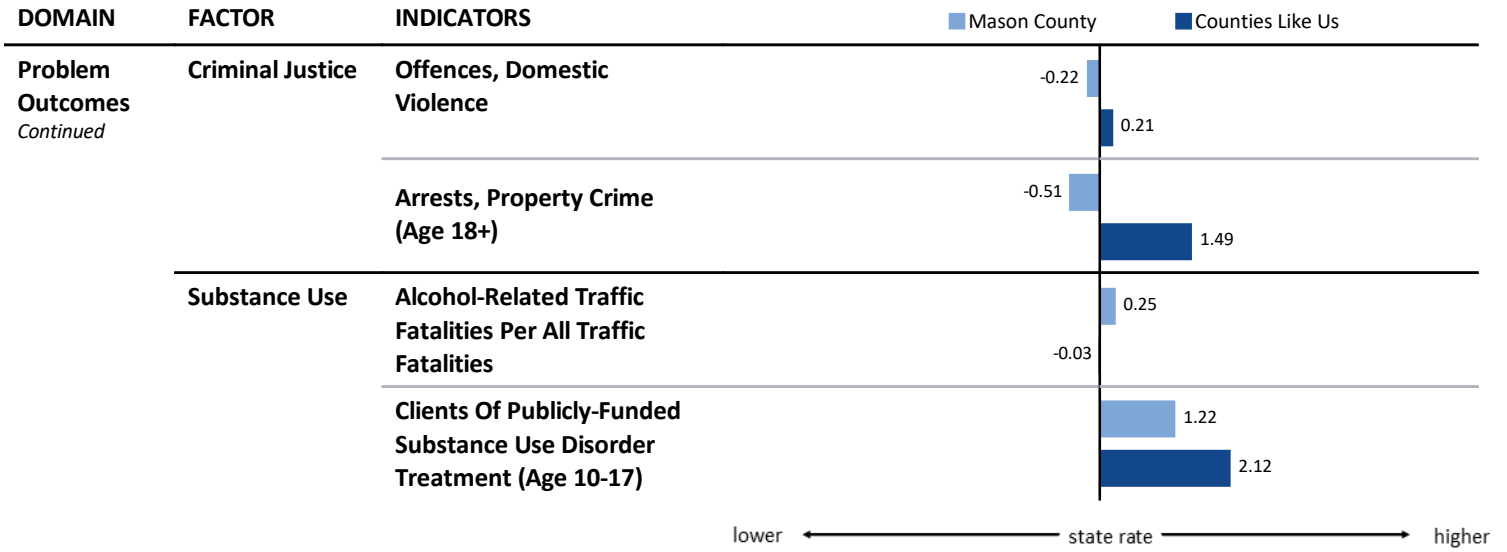 DOMAIN FACTOR INDICATORS Mason County Counties Like Us
Problem Outcomes Continued
Criminal Justice
Offences, Domestic
Violence
-0.22
0.21
Arrests, Property Crime
(Age 18+)
-0.51
1.49
Substance Use
Alcohol-Related Traffic
Fatalities Per All Traffic
Fatalities
0.25
-0.03
Clients Of Publicly-Funded
Substance Use Disorder
Treatment (Age 10-17)
1.22
2.12
lower state rate higher